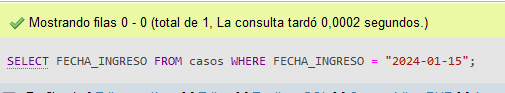 Mostrando filas 0 - 0 (total de 1, La consulta tardó 0,0002 segundos.)
SELECT FECHA_INGRESO FROM casos WHERE FECHA_INGRESO = "2024-01-15";